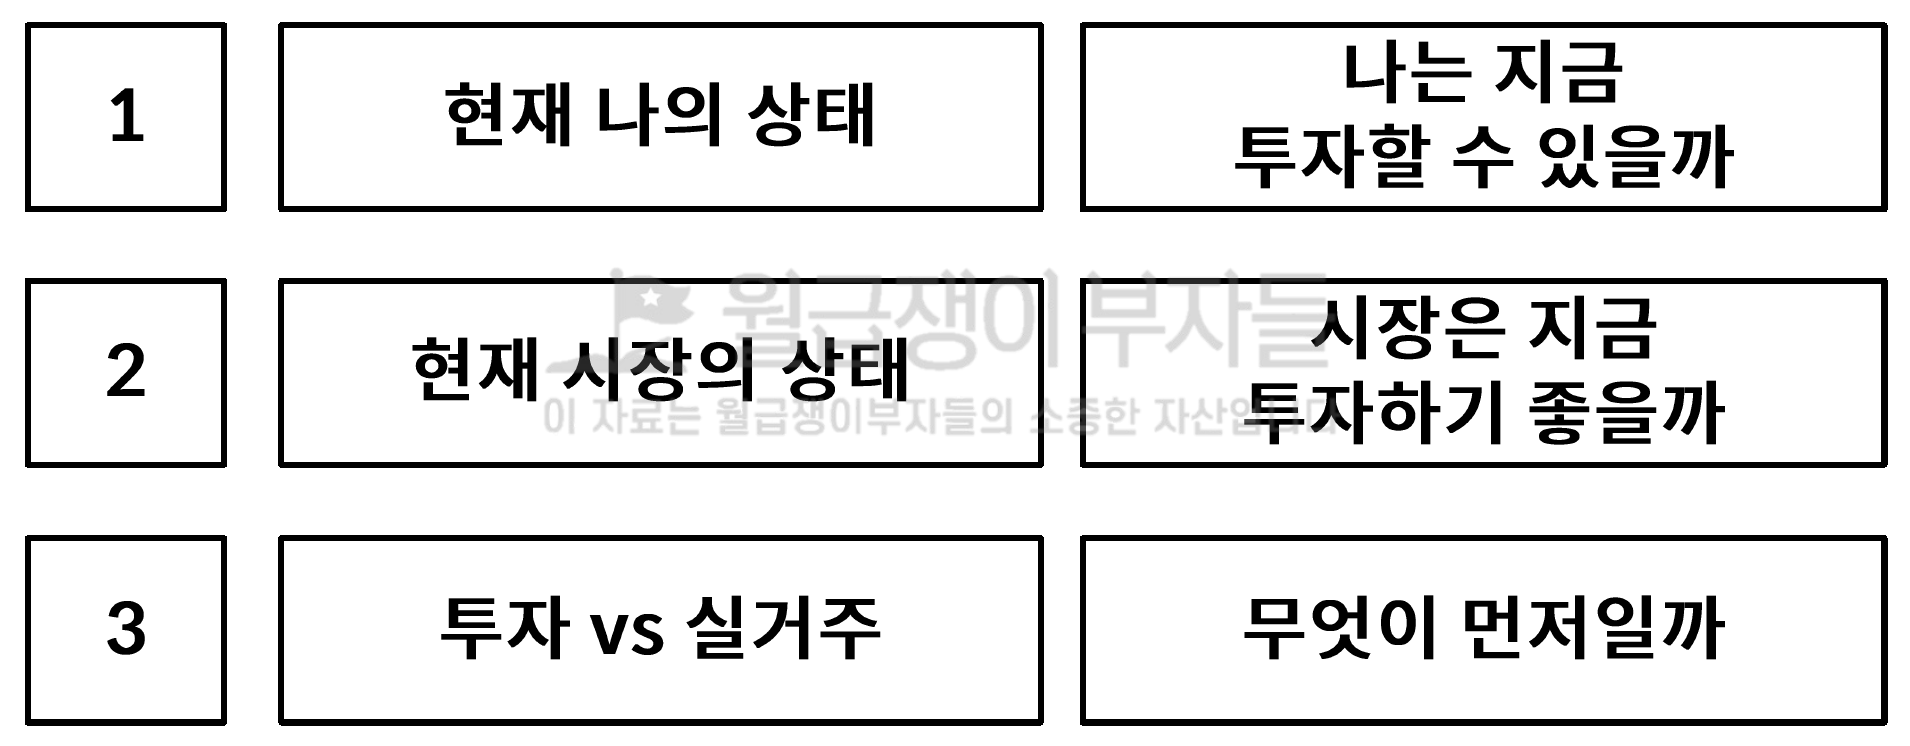 1
현재 나의 상태
나는 지금
투자할 수 있을까
월급쟁이부자들
이 자료는 월급쟁이부자들의 소중한 자산입니다
2
현재 시장의 상태
시장은 지금
투자하기 좋을까
3
투자 vs 실거주
무엇이 먼저일까